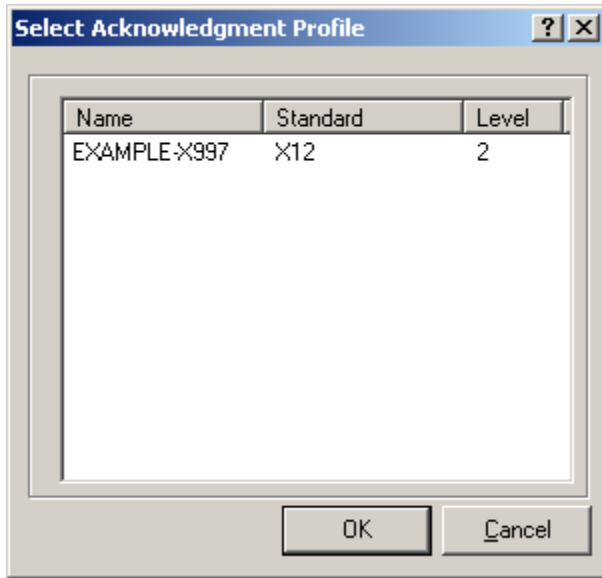 Select Acknowledgment Profile ?
Name Standard Level
EXAMPLE-X997 X12 2
OK Cancel